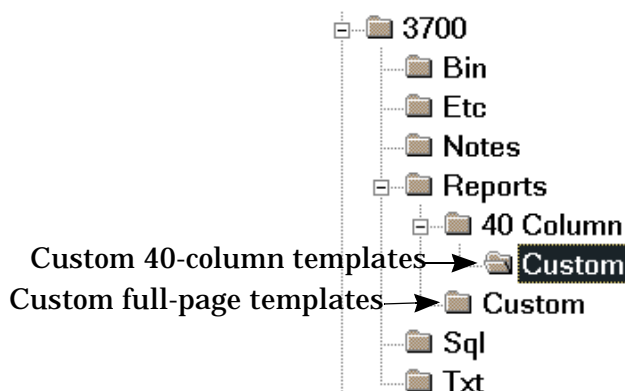 3700
Bin
Etc
Notes
Reports
40 Column
Custom 40-column templates Custom
Custom full-page templates Custom
Sql
Txt